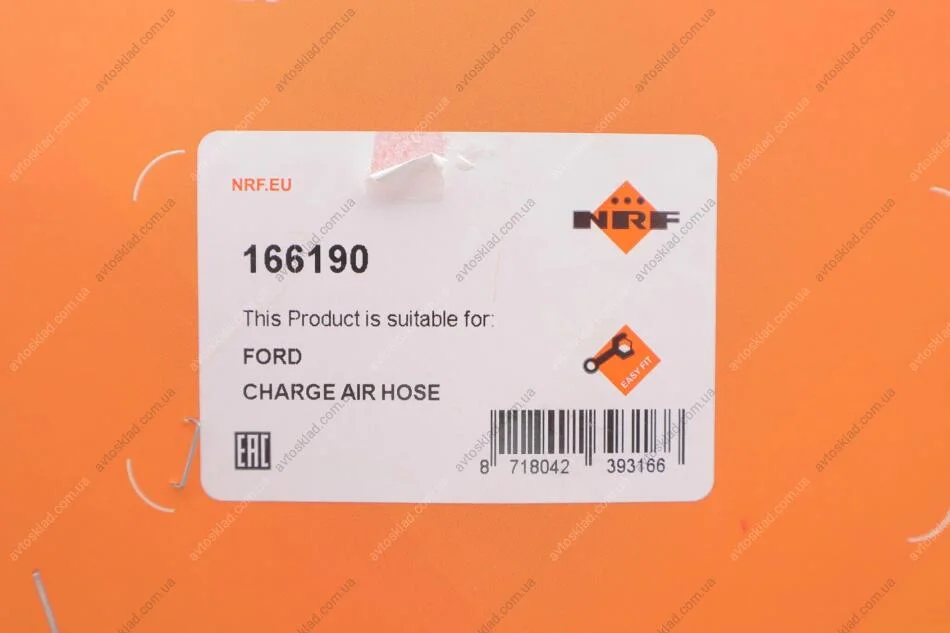 NRF.EU
NRF
166190
This Product is suitable for:
FORD
CHARGE AIR HOSE
EASY FIT
EAC
8 718042 393166
avtosklad.com.ua